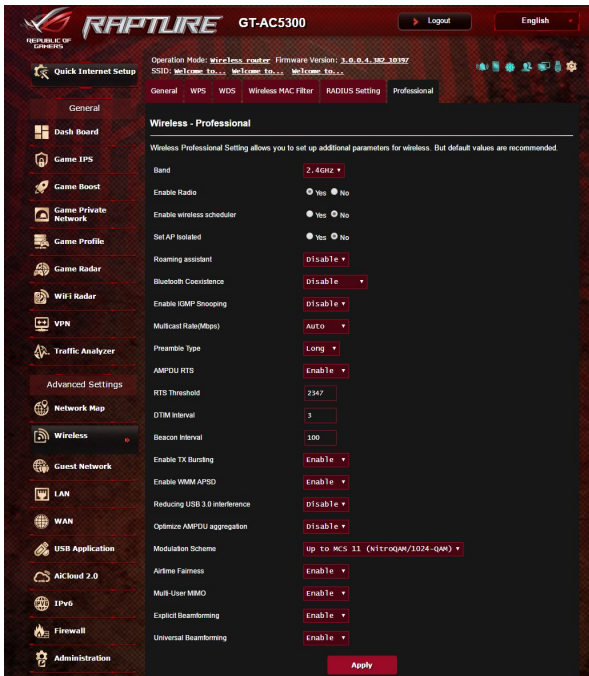 REPUBLIC OF
GAMERS
RAPTURE
GT-AC5300
Logout
English
Operation Mode: Wireless router Firmware Version: 3.0.0.4.382_10397
SSID: Welcome to... Welcome to... Welcome to...
Quick Internet Setup
General
Dash Board
Game IPS
Game Boost
Game Private
Network
Game Profile
Game Radar
WiFi Radar
VPN
Traffic Analyzer
Advanced Settings
Network Map
Wireless
Guest Network
LAN
WAN
USB Application
AiCloud 2.0
IPv6
Firewall
Administration
General WPS WDS Wireless MAC Filter RADIUS Setting Professional
Wireless - Professional
Wireless Professional Setting allows you to set up additional parameters for wireless. But default values are recommended.
Band 2.4GHz
Enable Radio Yes No
Enable wireless scheduler Yes No
Set AP Isolated Yes No
Roaming assistant Disable
Bluetooth Coexistence Disable
Enable IGMP Snooping Disable
Multicast Rate(Mbps) Auto
Preamble Type Long
AMPDU RTS Enable
RTS Threshold 2347
DTIM Interval 3
Beacon Interval 100
Enable TX Bursting Enable
Enable WMM APSD Enable
Reducing USB 3.0 interference Disable
Optimize AMPDU aggregation Disable
Modulation Scheme Up to MCS 11 (NitroQAM/1024-QAM)
Airtime Fairness Enable
Multi-User MIMO Enable
Explicit Beamforming Enable
Universal Beamforming Enable
Apply